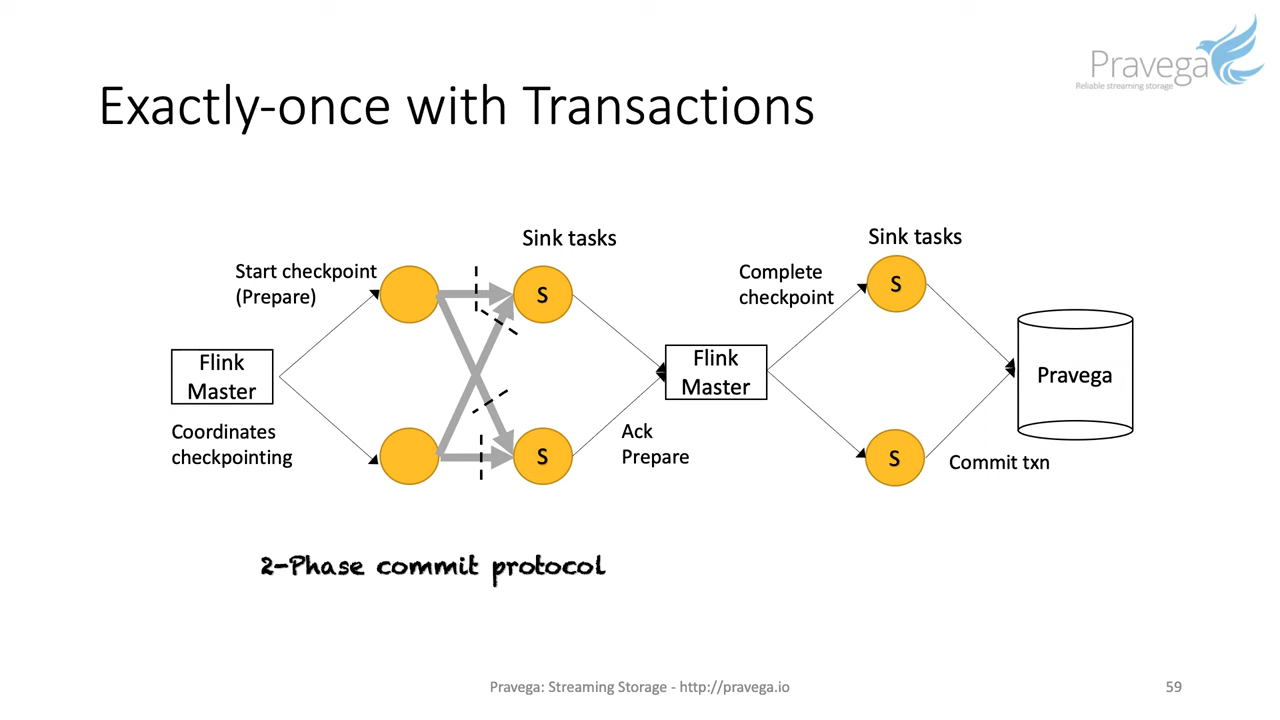 Pravega
Reliable streaming storage
Exactly-once with Transactions
Sink tasks
Sink tasks
Start checkpoint
(Prepare)
S
Complete
checkpoint
S
Flink
Master
Flink
Master
Pravega
Coordinates
checkpointing
S
Ack
Prepare
S
Commit txn
2-Phase commit protocol
Pravega: Streaming Storage - http://pravega.io
59